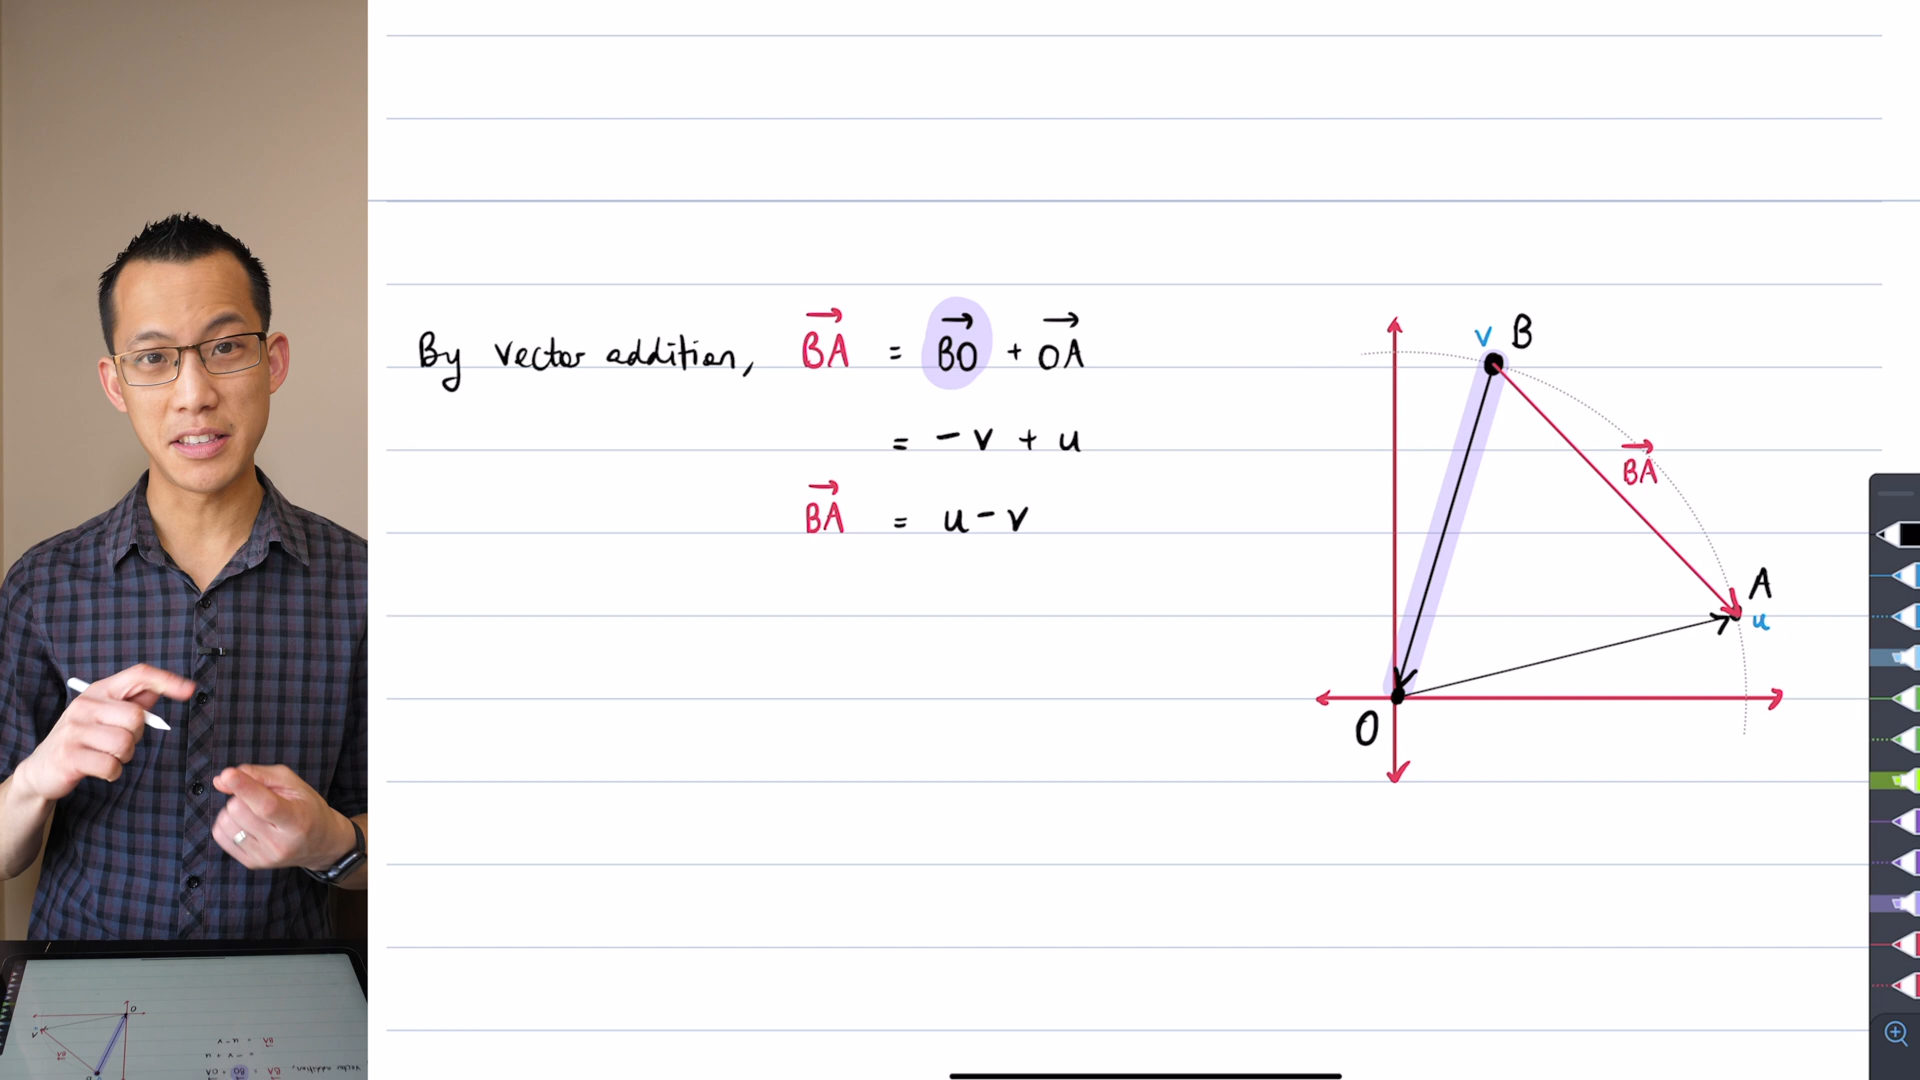 By vector addition, BA = BO + OA
= - v + u
BA = u - v
v B
BA
A
u
O